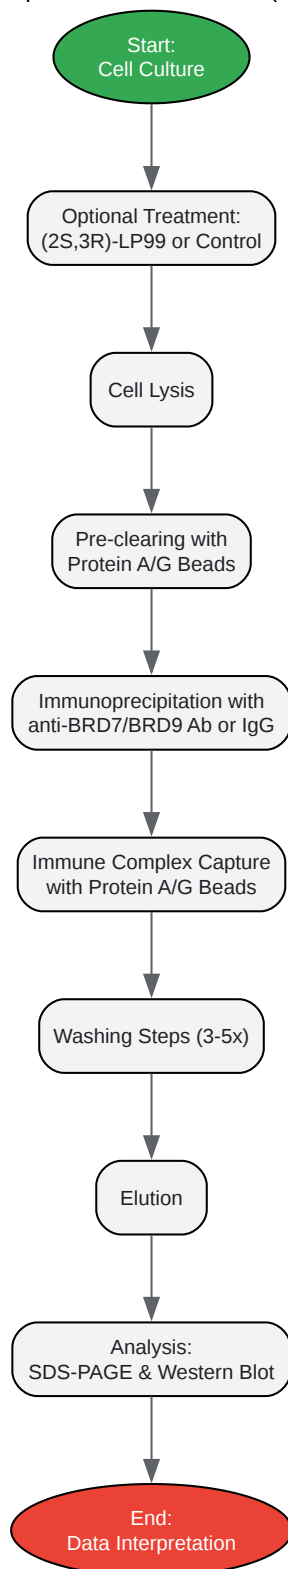 Start:
Cell Culture
Optional Treatment:
(2S,3R)-LP99 or Control
Cell Lysis
Pre-clearing with
Protein A/G Beads
Immunoprecipitation with
anti-BRD7/BRD9 Ab or IgG
Immune Complex Capture
with Protein A/G Beads
Washing Steps (3-5x)
Elution
Analysis:
SDS-PAGE & Western Blot
End:
Data Interpretation